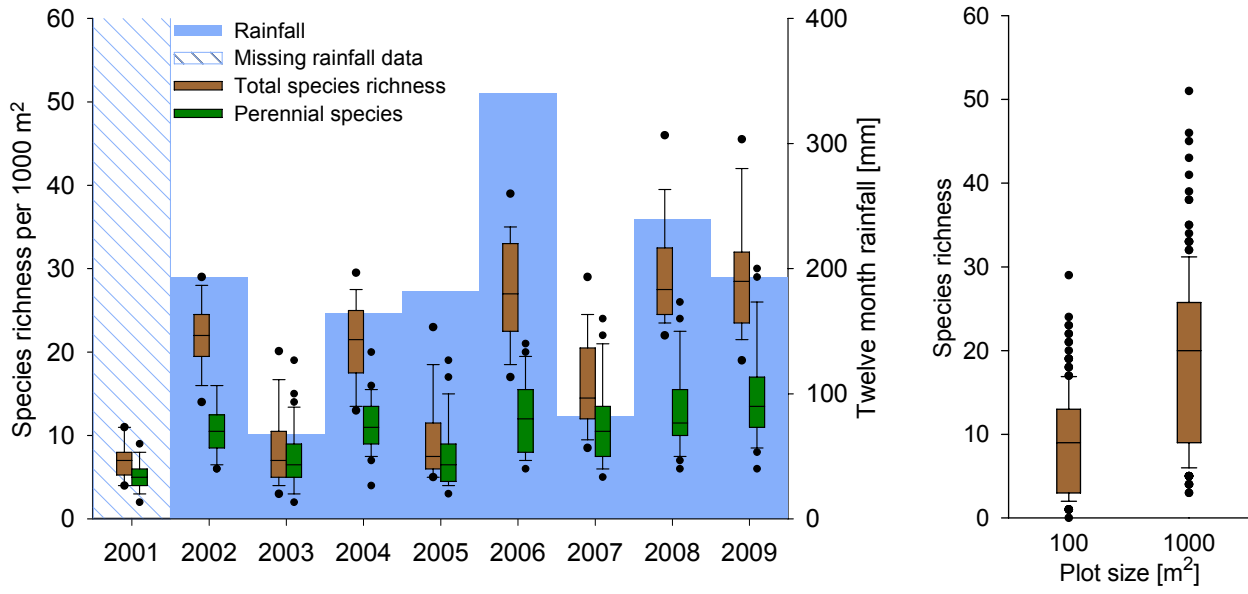 Species richness per 1000 m²
60
50
40
30
20
10
0
Rainfall
Missing rainfall data
Total species richness
Perennial species
400
300
200
100
0
Twelve month rainfall [mm]
2001 2002 2003 2004 2005 2006 2007 2008 2009
Species richness
60
50
40
30
20
10
0
100 1000
Plot size [m²]